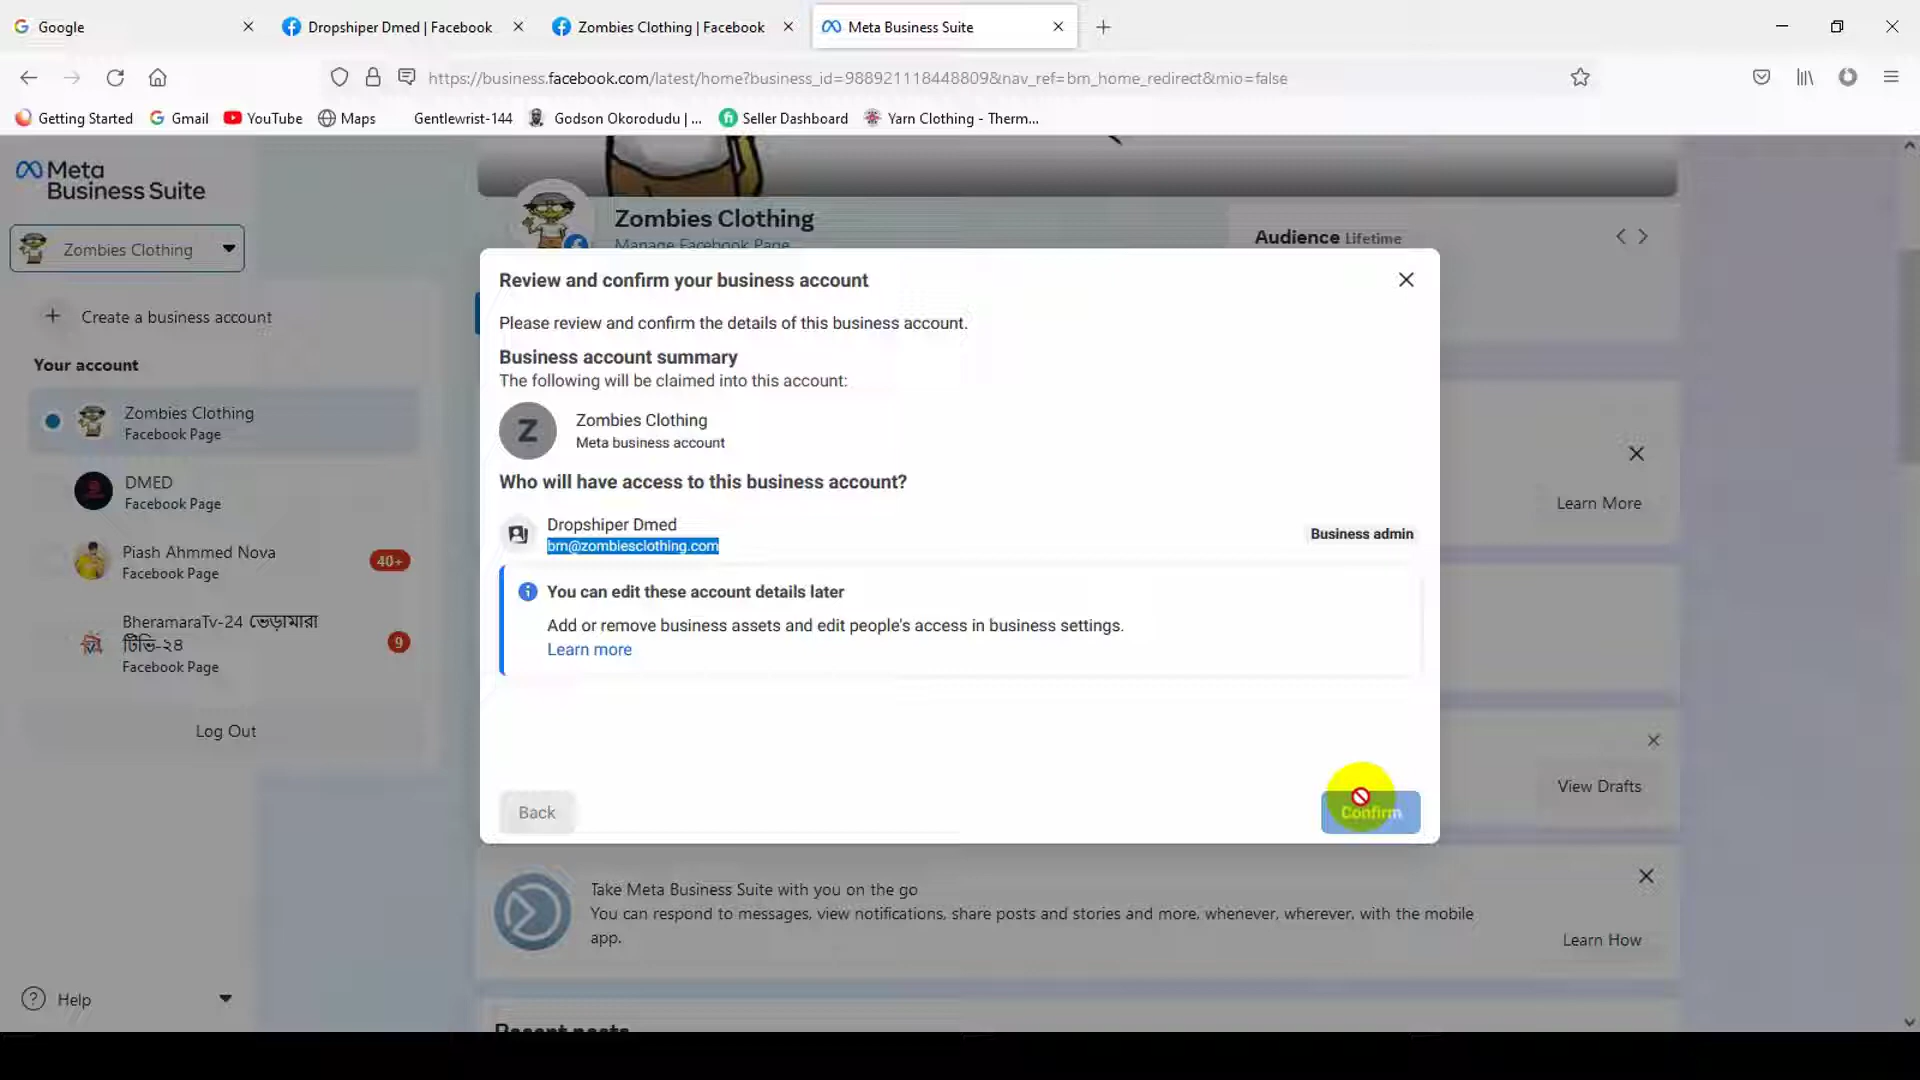 Google
Dropshiper Dmed | Facebook
Zombies Clothing | Facebook
Meta Business Suite
https://business.facebook.com/latest/home?business_id=988921118448809&nav_ref=bm_home_redirect&mio=false
Getting Started
Gmail
YouTube
Maps
Gentlewrist-144
Godson Okorodudu | ...
Seller Dashboard
Yarn Clothing - Therm...
Meta
Business Suite
Zombies Clothing
Create a business account
Your account
Zombies Clothing
Facebook Page
DMED
Facebook Page
Piash Ahmmed Nova
Facebook Page
40+
BheramaraTv-24 ভেড়ামারা
টিভি-২৪
Facebook Page
9
Log Out
Help
Zombies Clothing
Manage Facebook Page
Audience Lifetime
Review and confirm your business account
Please review and confirm the details of this business account.
Business account summary
The following will be claimed into this account:
Z
Zombies Clothing
Meta business account
Who will have access to this business account?
Dropshiper Dmed
bm@zombiesclothing.com
Business admin
You can edit these account details later
Add or remove business assets and edit people's access in business settings.
Learn more
Back
Confirm
Learn More
View Drafts
Take Meta Business Suite with you on the go
You can respond to messages, view notifications, share posts and stories and more, whenever, wherever, with the mobile
app.
Learn How
Recent posts